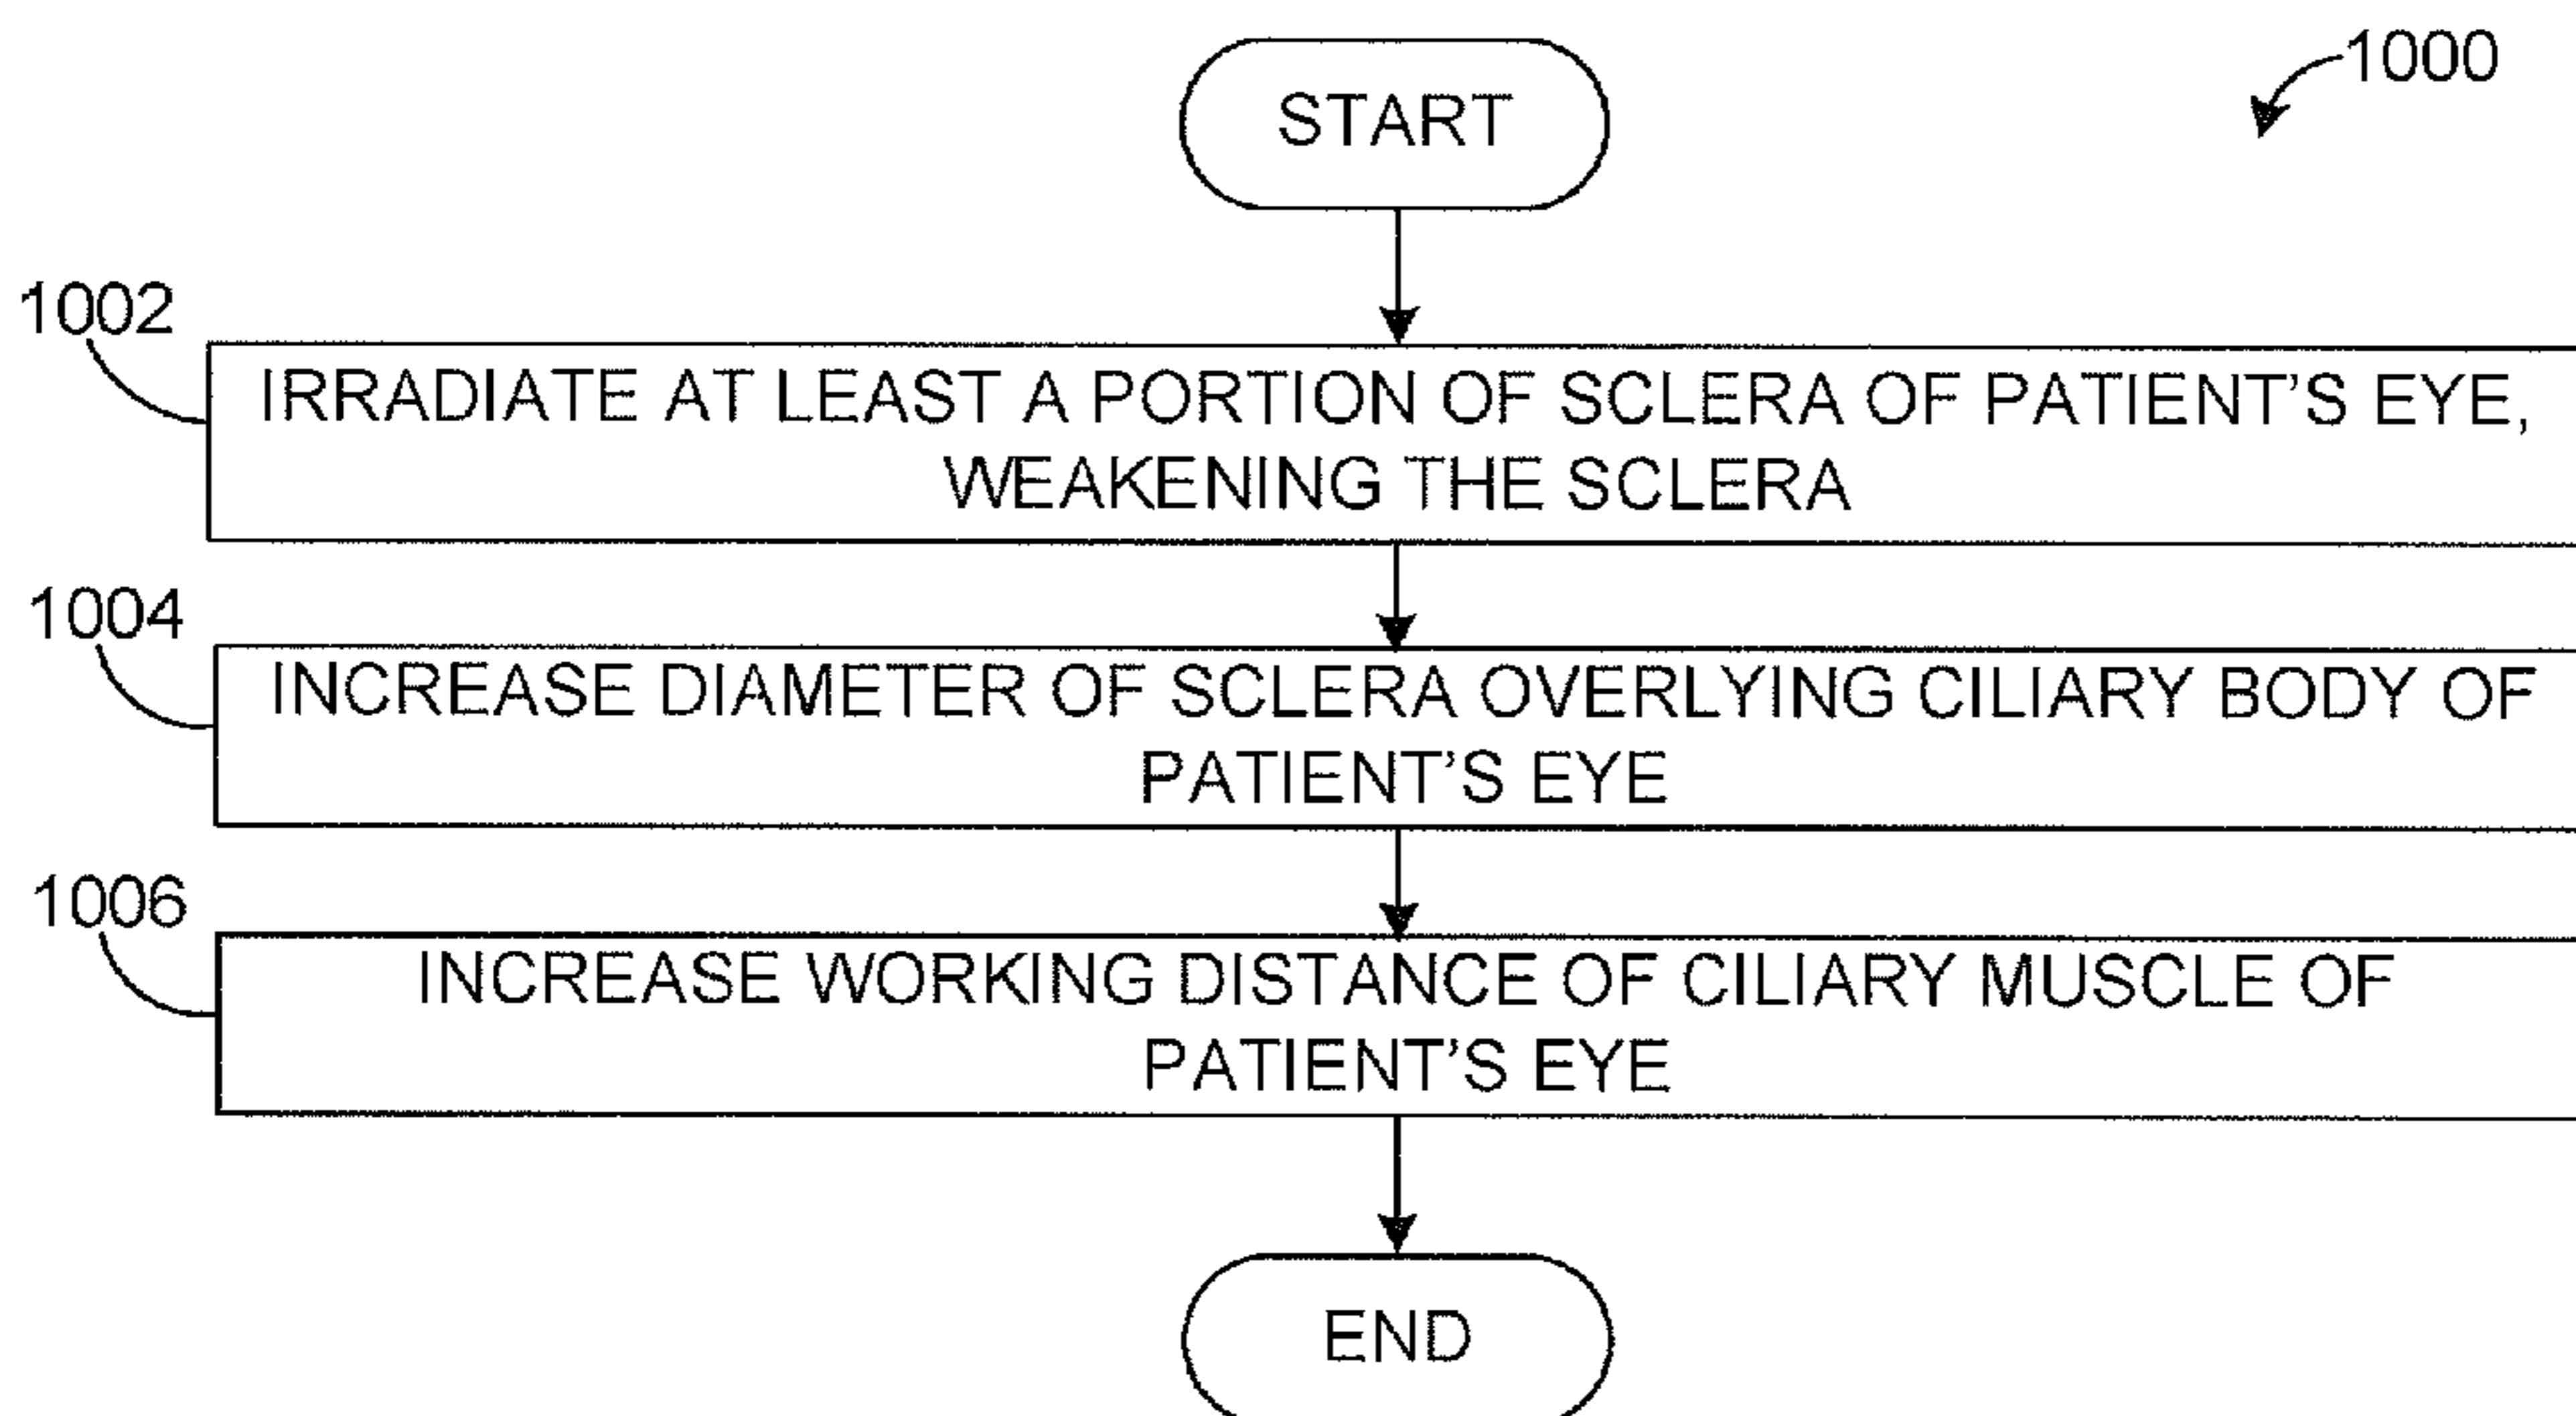 1000
START
1002
IRRADIATE AT LEAST A PORTION OF SCLERA OF PATIENT'S EYE,
WEAKENING THE SCLERA
1004
INCREASE DIAMETER OF SCLERA OVERLYING CILIARY BODY OF
PATIENT'S EYE
1006
INCREASE WORKING DISTANCE OF CILIARY MUSCLE OF
PATIENT'S EYE
END